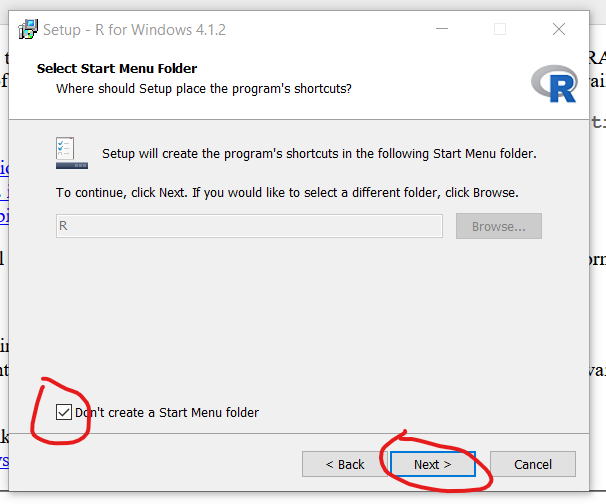 Setup - R for Windows 4.1.2
Select Start Menu Folder
Where should Setup place the program's shortcuts?
R
Setup will create the program's shortcuts in the following Start Menu folder.
To continue, click Next. If you would like to select a different folder, click Browse.
R
Browse...
Don't create a Start Menu folder
< Back
Next >
Cancel